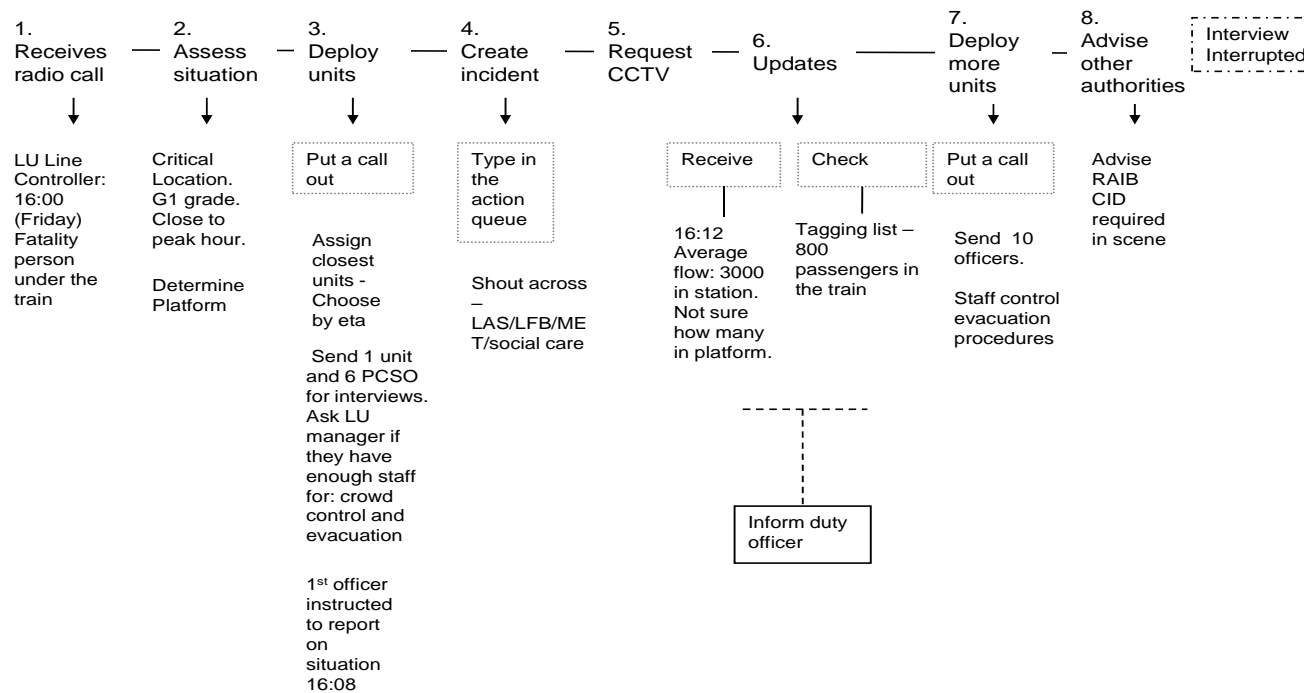 1.
Receives
radio call
2.
Assess
situation
3.
Deploy
units
4.
Create
incident
5.
Request
CCTV
6.
Updates
7.
Deploy
more
units
8.
Advise
other
authorities
Interview
Interrupted
LU Line
Controller:
16:00
(Friday)
Fatality
person
under the
train
Critical
Location.
G1 grade.
Close to
peak hour.
Determine
Platform
Put a call
out
Assign
closest
units -
Choose
by eta
Send 1 unit
and 6 PCSO
for interviews.
Ask LU
manager if
they have
enough staff
for: crowd
control and
evacuation
1st officer
instructed
to report
on
situation
16:08
Type in
the
action
queue
Shout across
–
LAS/LFB/ME
T/social care
Receive
16:12
Average
flow: 3000
in station.
Not sure
how many
in platform.
Check
Tagging list –
800
passengers in
the train
Inform duty
officer
Put a call
out
Send 10
officers.
Staff control
evacuation
procedures
Advise
RAIB
CID
required
in scene